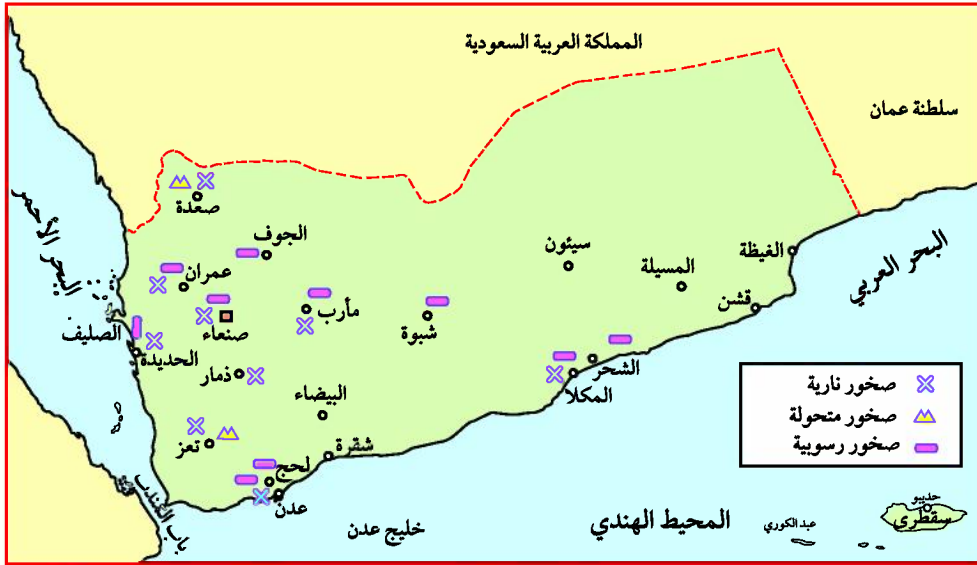 المملكة العربية السعودية
سلطنة عمان
البحر الأحمر
البحر العربي
صعدة
الجوف
عمران
سيئون
الغيظة
المسيلة
مأرب
شبوة
صنعاء
قشن
الصليف
الحديدة
الشحر
المكلا
ذمار
البيضاء
تعز
شقرة
لحج
عدن
باب المندب
خليج عدن
المحيط الهندي
عبد الكوري
حديبو
سقطرى
صخور نارية
صخور متحولة
صخور رسوبية